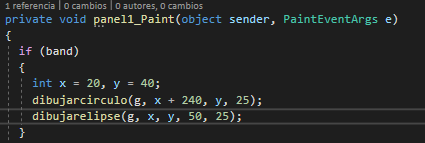 1 referencia | 0 cambios | 0 autores, 0 cambios
private void panel1_Paint(object sender, PaintEventArgs e)
{
if (band)
{
int x = 20, y = 40;
dibujarcirculo(g, x + 240, y, 25);
dibujarelipse(g, x, y, 50, 25);
}